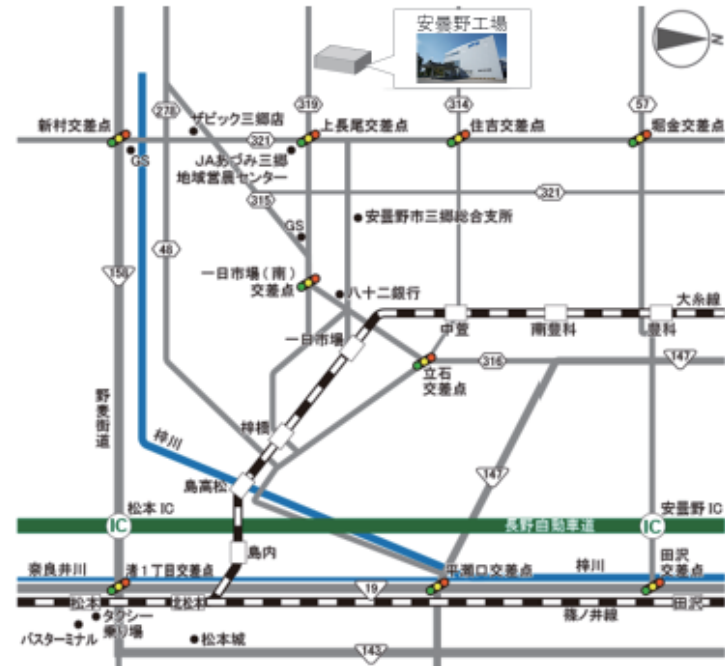 安曇野工場
N
278
319
314
57
新村交差点
ザビック三郷店
321
上長尾交差点
住吉交差点
堀金交差点
GS
JAあづみ三郷
地域営農センター
315
321
安曇野市三郷総合支所
GS
48
158
一日市場(南)
交差点
八十二銀行
大糸線
中萱
南豊科
豊科
一日市場
316
147
立石
交差点
野麦街道
梓川
梓橋
147
島高松
松本 IC
安曇野 IC
IC
長野自動車道
IC
島内
奈良井川
渚1丁目交差点
平瀬口交差点
梓川
田沢
交差点
19
松本
北松本
篠ノ井線
田沢
タクシー
乗り場
バスターミナル
松本城
143